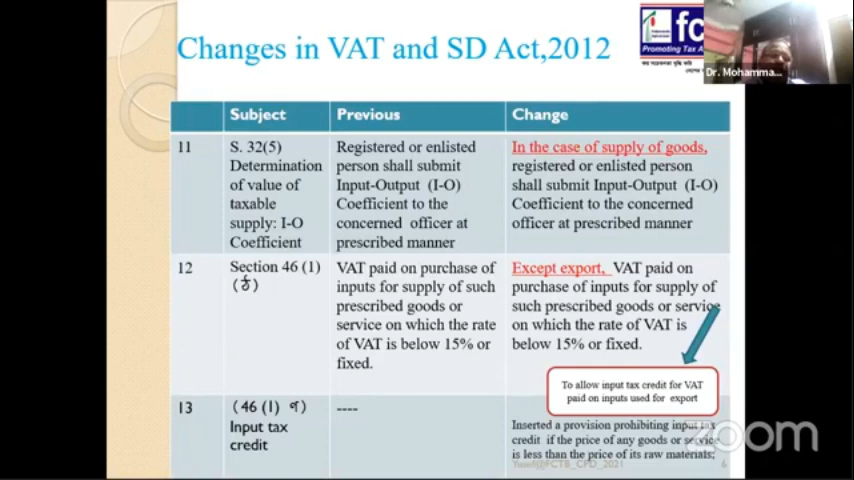 Changes in VAT and SD Act,2012
fc
Promoting Tax A
Dr. Mohamma...
Subject
Previous
Change
11
S. 32(5)
Determination
of value of
taxable
supply: I-O
Coefficient
Registered or enlisted
person shall submit
Input-Output (I-O)
Coefficient to the
concerned officer at
prescribed manner
In the case of supply of goods,
registered or enlisted person
shall submit Input-Output (I-O)
Coefficient to the concerned
officer at prescribed manner
12
Section 46 (1)
(ঠ)
VAT paid on purchase of
inputs for supply of such
prescribed goods or
service on which the rate
of VAT is below 15% or
fixed.
Except export, VAT paid on
purchase of inputs for supply of
such prescribed goods or service
on which the rate of VAT is
below 15% or fixed.
To allow input tax credit for VAT
paid on inputs used for export
13
(46 (1) ণ)
Input tax
credit
----
Inserted a provision prohibiting input tax
credit if the price of any goods or service
is less than the price of its raw materials;
zoom
Yusuf@FCTB_CPD_2021
6